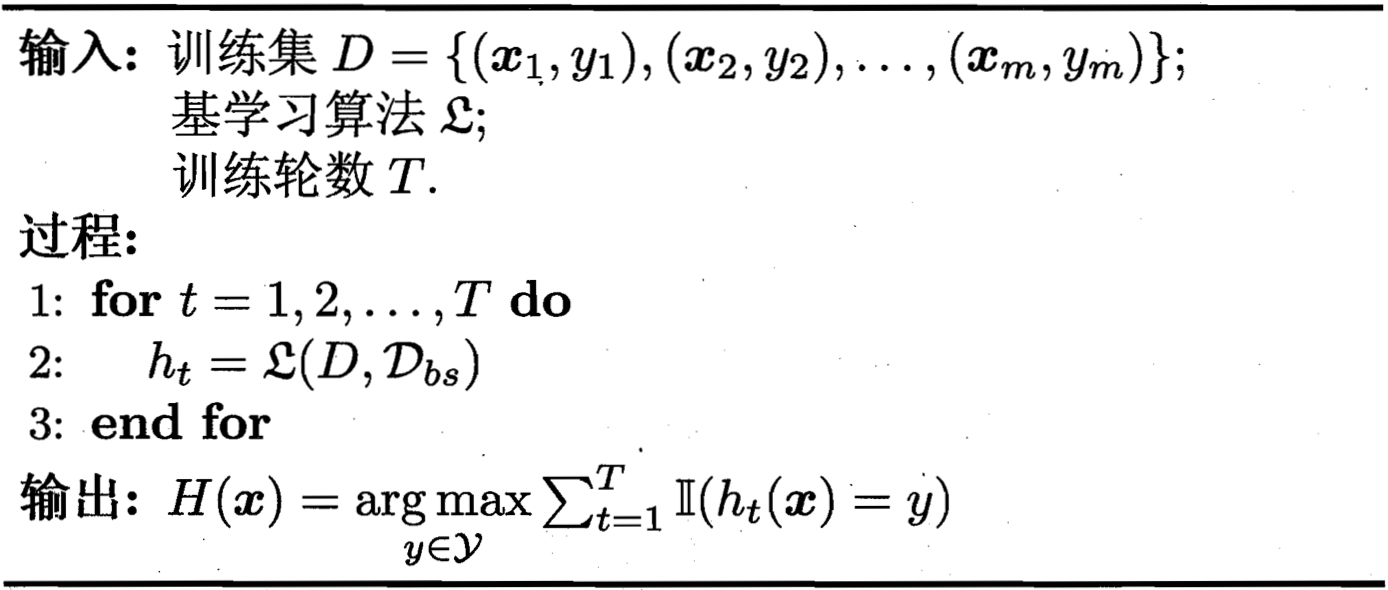 输入: 训练集 D = {(x₁, y₁), (x₂, y₂), . . . , (xₘ, yₘ)};
基学习算法 𝔏;
训练轮数 T.
过程:
1: for t = 1, 2, . . . , T do
2: hₜ = 𝔏(D, 𝒟_{bs})
3: end for
输出: H(x) = arg max_{y∈𝒴} ∑_{t=1}^{T} 𝕀(hₜ(x) = y)